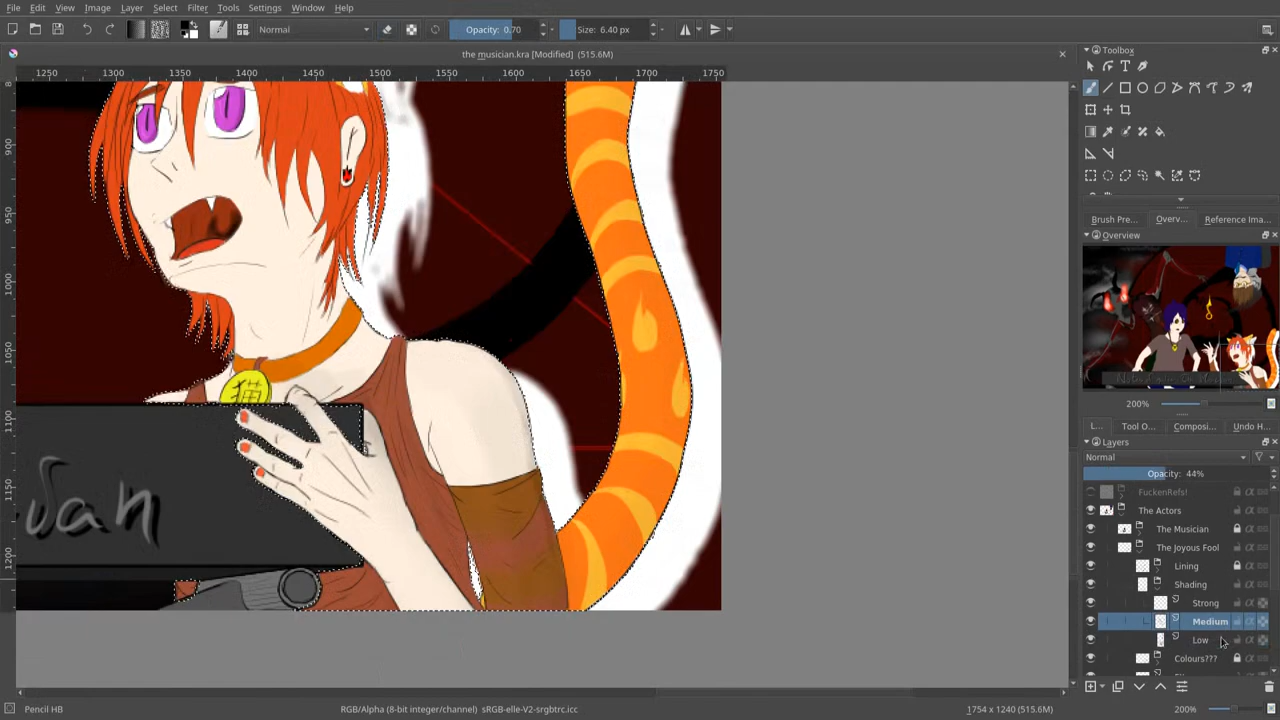 File Edit View Image Layer Select Filter Tools Settings Window Help
Normal Opacity: 0.70 Size: 6.40 px
the musician.kra [Modified] (515.6M)
1250 1300 1350 1400 1450 1500 1550 1600 1650 1700 1750
900
950
1000
1050
1100
1150
1200
猫
Toolbox
Brush Pre... Overv... Reference Ima...
Overview
200%
L... Tool O... Composi... Undo H...
Layers
Normal
Opacity: 44%
FuckenRefs!
The Actors
The Musician
The Joyous Fool
Lining
Shading
Strong
Medium
Low
Colours???
Pencil HB RGB/Alpha (8-bit integer/channel) sRGB-elle-V2-srgbtrc.icc 1754 x 1240 (515.6M) 200%